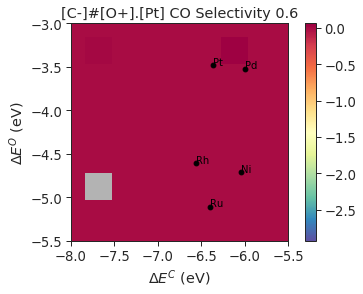 [C-]#[O+].[Pt] CO Selectivity 0.6
−3.0
−3.5
−4.0
−4.5
−5.0
−5.5
ΔE^O (eV)
Pt
Pd
Rh
Ni
Ru
−8.0 −7.5 −7.0 −6.5 −6.0 −5.5
ΔE^C (eV)
0.0
−0.5
−1.0
−1.5
−2.0
−2.5